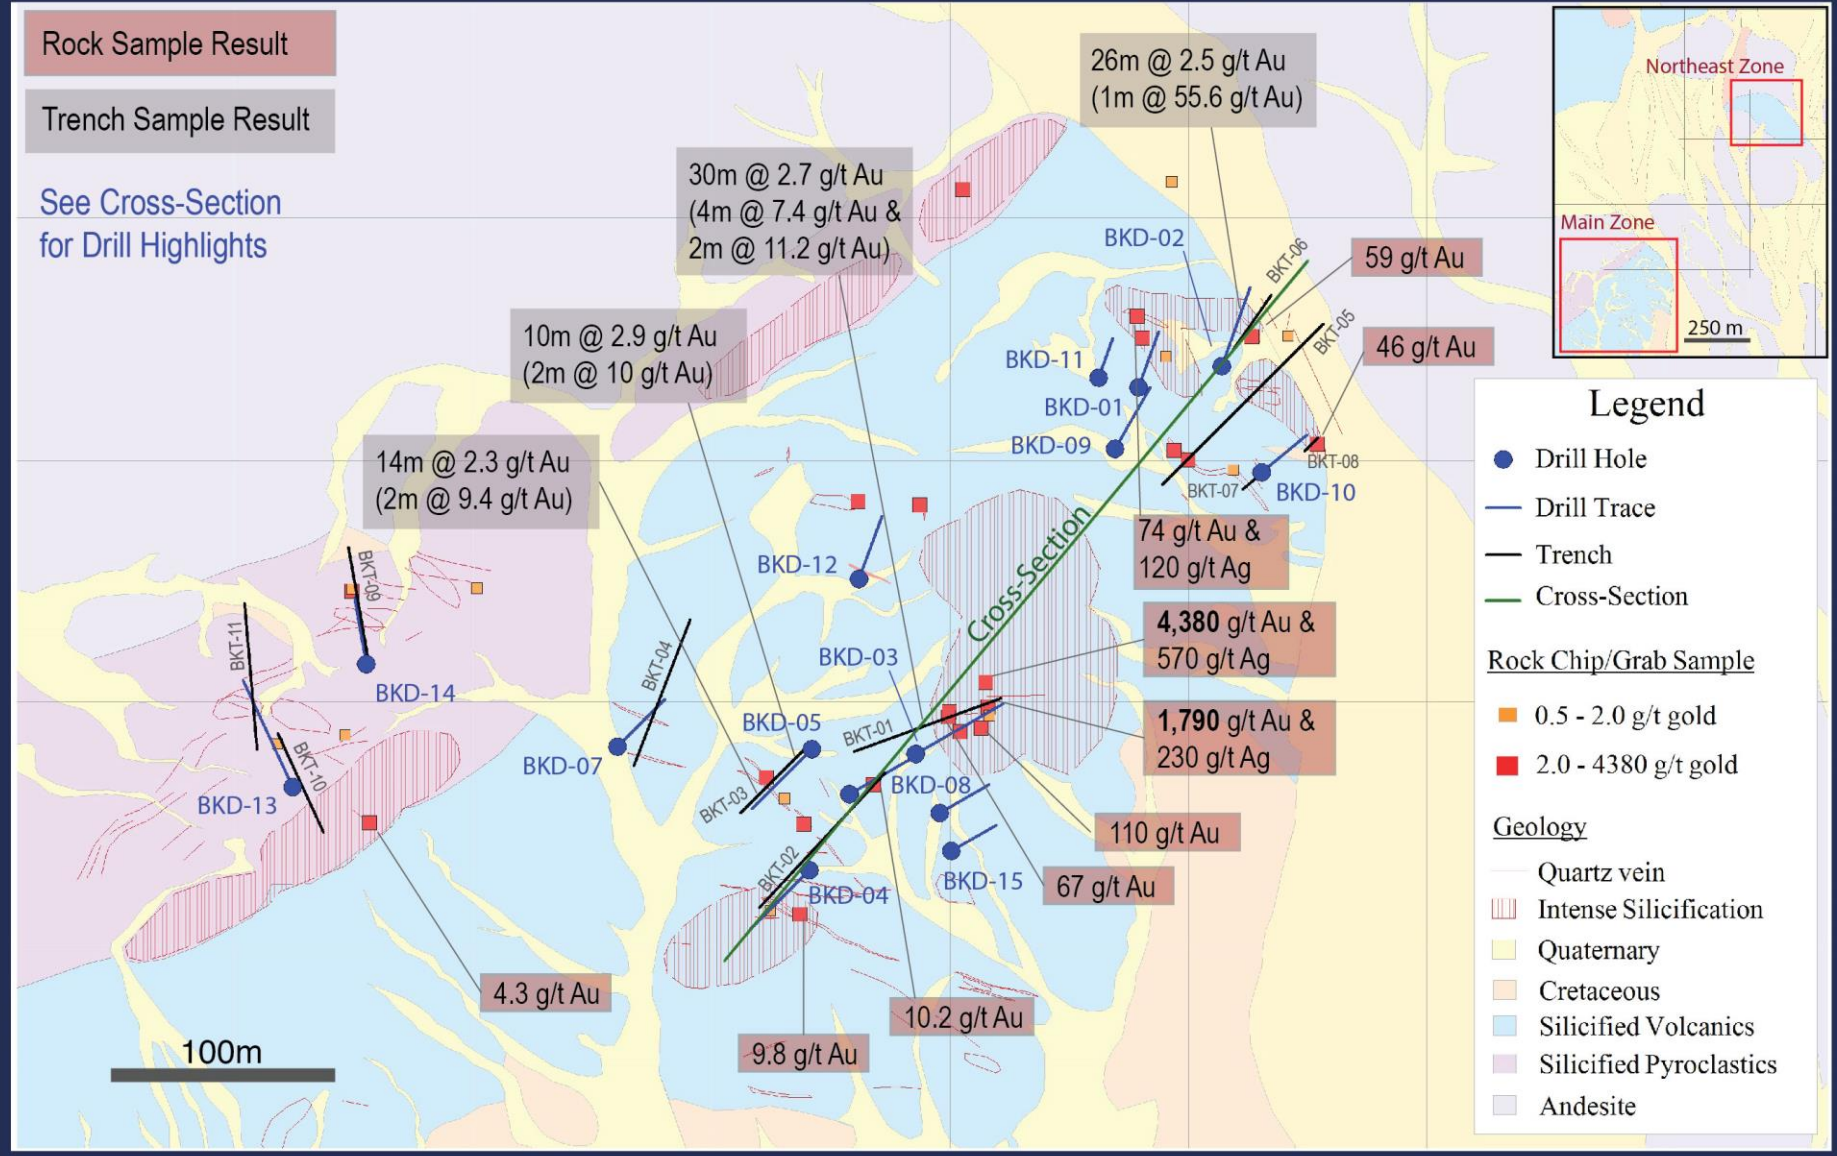 Rock Sample Result
Trench Sample Result
See Cross-Section
for Drill Highlights
26m @ 2.5 g/t Au
(1m @ 55.6 g/t Au)
30m @ 2.7 g/t Au
(4m @ 7.4 g/t Au &
2m @ 11.2 g/t Au)
10m @ 2.9 g/t Au
(2m @ 10 g/t Au)
14m @ 2.3 g/t Au
(2m @ 9.4 g/t Au)
BKD-02
BKT-06
59 g/t Au
BKT-05
46 g/t Au
BKD-11
BKD-01
BKD-09
BKT-08
BKT-07
BKD-10
74 g/t Au &
120 g/t Ag
BKD-12
Cross-Section
4,380 g/t Au &
570 g/t Ag
BKD-03
1,790 g/t Au &
230 g/t Ag
BKT-09
BKT-11
BKD-14
BKT-10
BKD-13
BKT-04
BKD-07
BKD-05
BKT-01
BKT-03
BKD-08
BKT-02
BKD-04
BKD-15
110 g/t Au
67 g/t Au
4.3 g/t Au
10.2 g/t Au
9.8 g/t Au
100m
Northeast Zone
Main Zone
250 m
Legend
Drill Hole
Drill Trace
Trench
Cross-Section
Rock Chip/Grab Sample
0.5 - 2.0 g/t gold
2.0 - 4380 g/t gold
Geology
Quartz vein
Intense Silicification
Quaternary
Cretaceous
Silicified Volcanics
Silicified Pyroclastics
Andesite